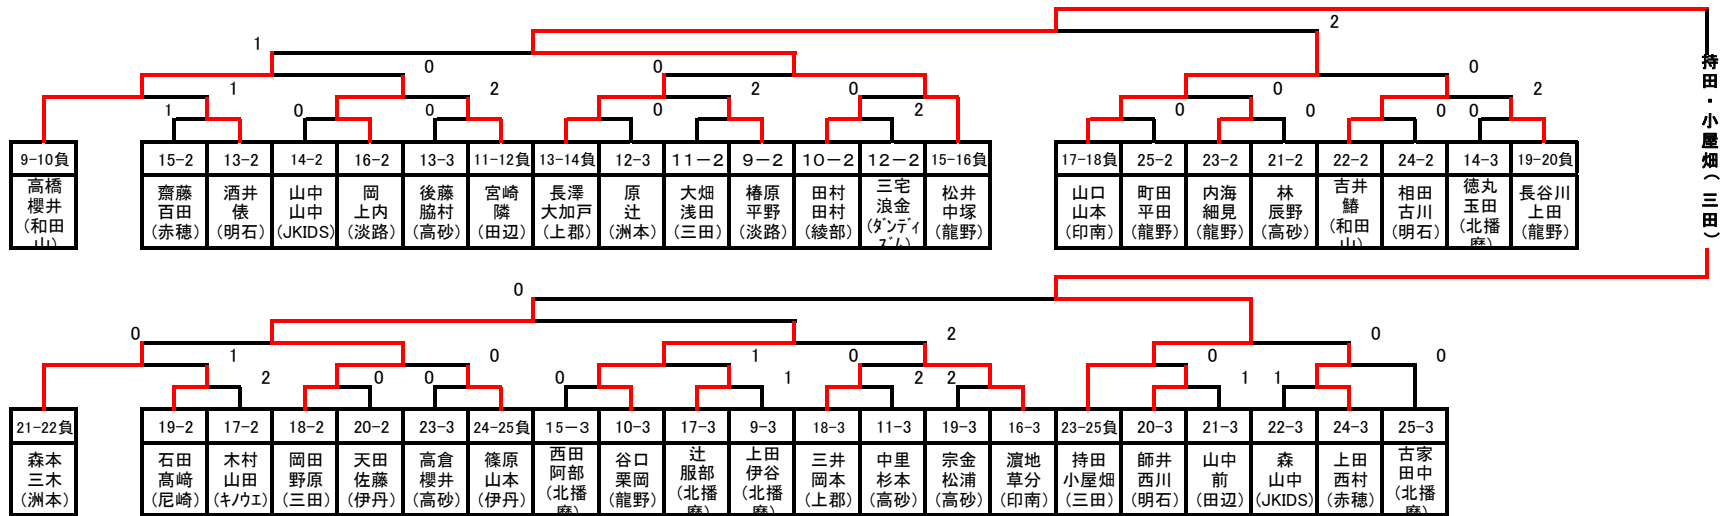 2
1
0
0
0
1
2
2
0
0
2
1
0
0
0
2
0
0
0
0
持田・小屋畑（三田）
9-10負
15-2
13-2
14-2
16-2
13-3
11-12負
13-14負
12-3
11-2
9-2
10-2
12-2
15-16負
17-18負
25-2
23-2
21-2
22-2
24-2
14-3
19-20負
高橋
櫻井
(和田
山)
齋藤
百田
(赤穂)
酒井
俵
(明石)
山中
山中
(JKIDS)
岡
上内
(淡路)
後藤
脇村
(高砂)
宮崎
隣
(田辺)
長澤
大加戸
(上郡)
原
辻
(洲本)
大畑
浅田
(三田)
椿原
平野
(淡路)
田村
田村
(綾部)
三宅
浪金
(ダンディ
ズム)
松井
中塚
(龍野)
山口
山本
(印南)
町田
平田
(龍野)
内海
細見
(龍野)
林
辰野
(高砂)
吉井
鰆
(和田
山)
相田
古川
(明石)
徳丸
玉田
(北播
磨)
長谷川
上田
(龍野)
0
0
2
0
1
0
1
0
0
0
2
0
0
0
1
2
2
1
1
21-22負
19-2
17-2
18-2
20-2
23-3
24-25負
15-3
10-3
17-3
9-3
18-3
11-3
19-3
16-3
23-25負
20-3
21-3
22-3
24-3
25-3
森本
三木
(洲本)
石田
髙﨑
(尼崎)
木村
山田
(キノウエ)
岡田
野原
(三田)
天田
佐藤
(伊丹)
高倉
櫻井
(高砂)
篠原
山本
(伊丹)
西田
阿部
(北播
磨)
谷口
栗岡
(龍野)
辻
服部
(北播
磨)
上田
伊谷
(北播
磨)
三井
岡本
(上郡)
中里
杉本
(高砂)
宗金
松浦
(高砂)
濵地
草分
(印南)
持田
小屋畑
(三田)
師井
西川
(明石)
山中
前
(田辺)
森
山中
(JKIDS)
上田
西村
(赤穂)
古家
田中
(北播
磨)